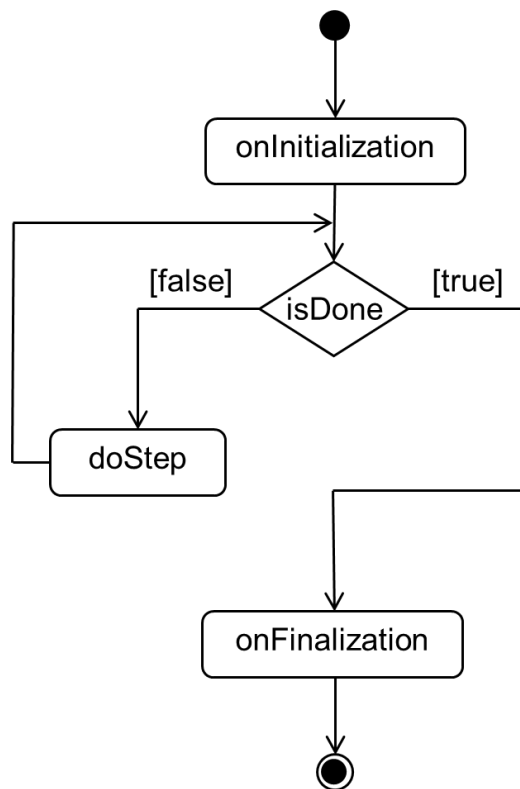 onInitialization
[false]
[true]
isDone
doStep
onFinalization